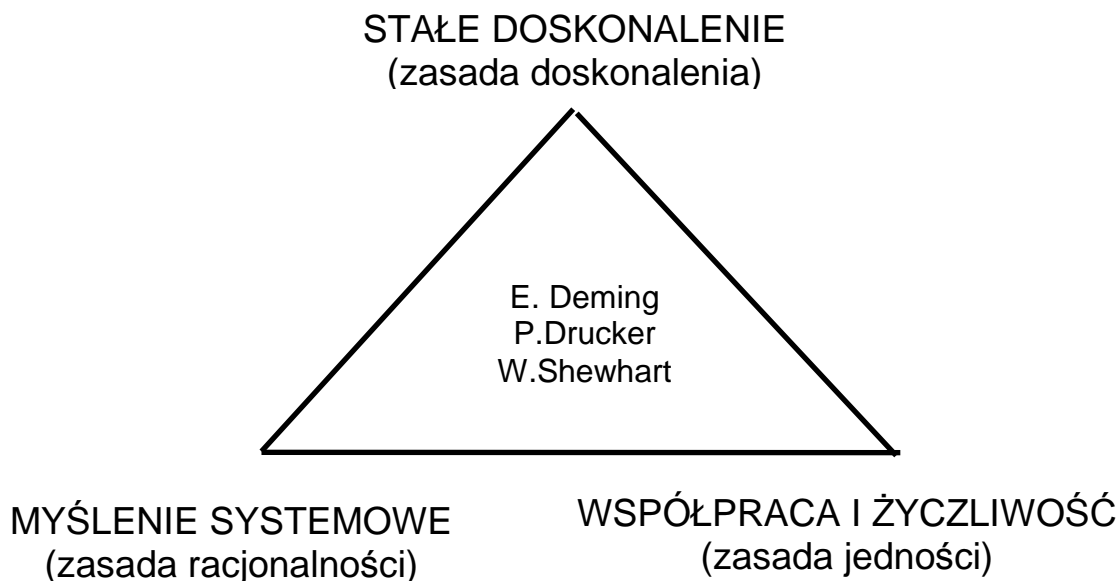 STAŁE DOSKONALENIE
(zasada doskonalenia)
E. Deming
P.Drucker
W.Shewhart
MYŚLENIE SYSTEMOWE
(zasada racjonalności)
WSPÓŁPRACA I ŻYCZLIWOŚĆ
(zasada jedności)